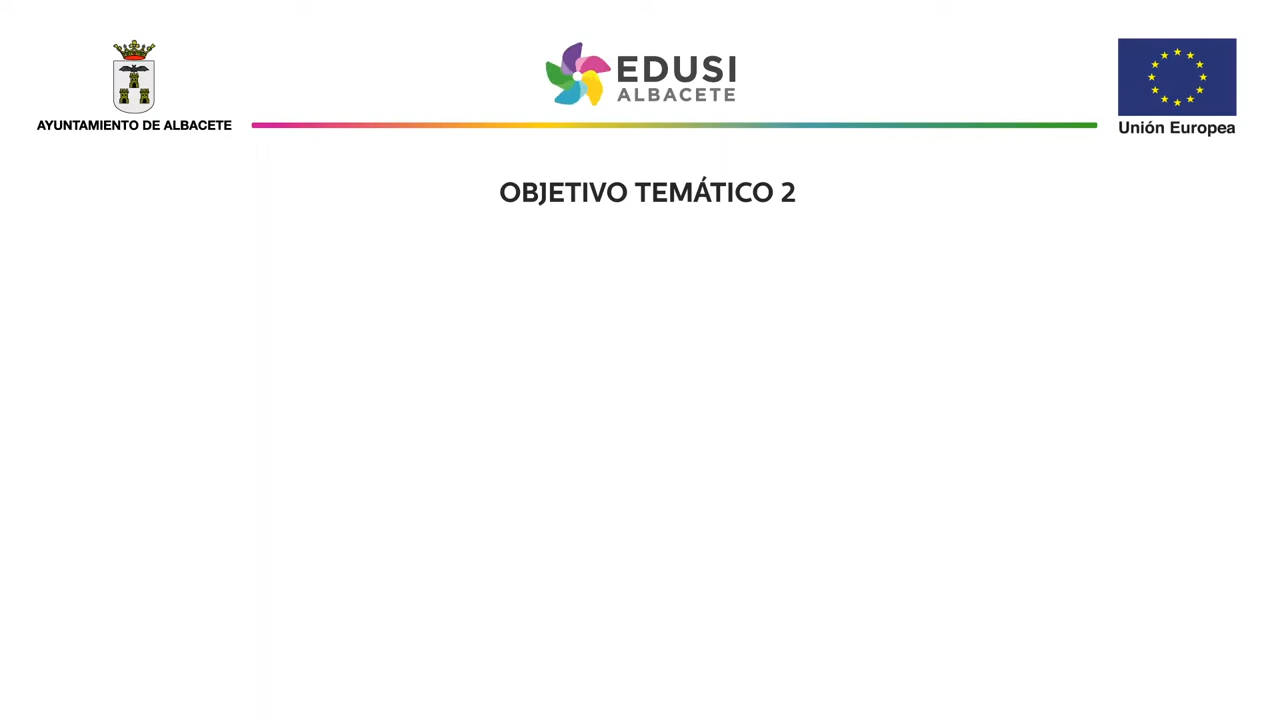 AYUNTAMIENTO DE ALBACETE
EDUSI
ALBACETE
Unión Europea
OBJETIVO TEMÁTICO 2